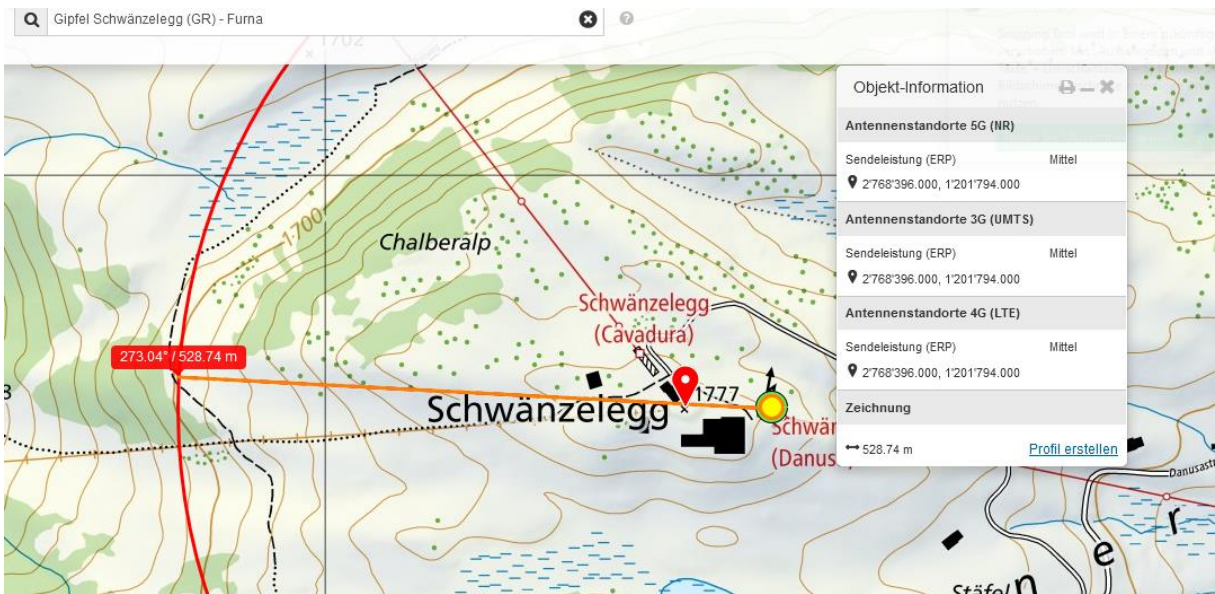 Gipfel Schwänzelegg (GR) - Furna
1702
Objekt-Information
Antennenstandorte 5G (NR)
Sendeleistung (ERP) Mittel
2'768'396.000, 1'201'794.000
Antennenstandorte 3G (UMTS)
Sendeleistung (ERP) Mittel
2'768'396.000, 1'201'794.000
Antennenstandorte 4G (LTE)
Sendeleistung (ERP) Mittel
2'768'396.000, 1'201'794.000
Zeichnung
528.74 m Profil erstellen
1700
Chalberalp
Schwänzelegg
(Cavadura)
273.04° / 528.74 m
1777
Schwänzelegg
Schwän
(Danus
Danusastr
Stäfel
n e r